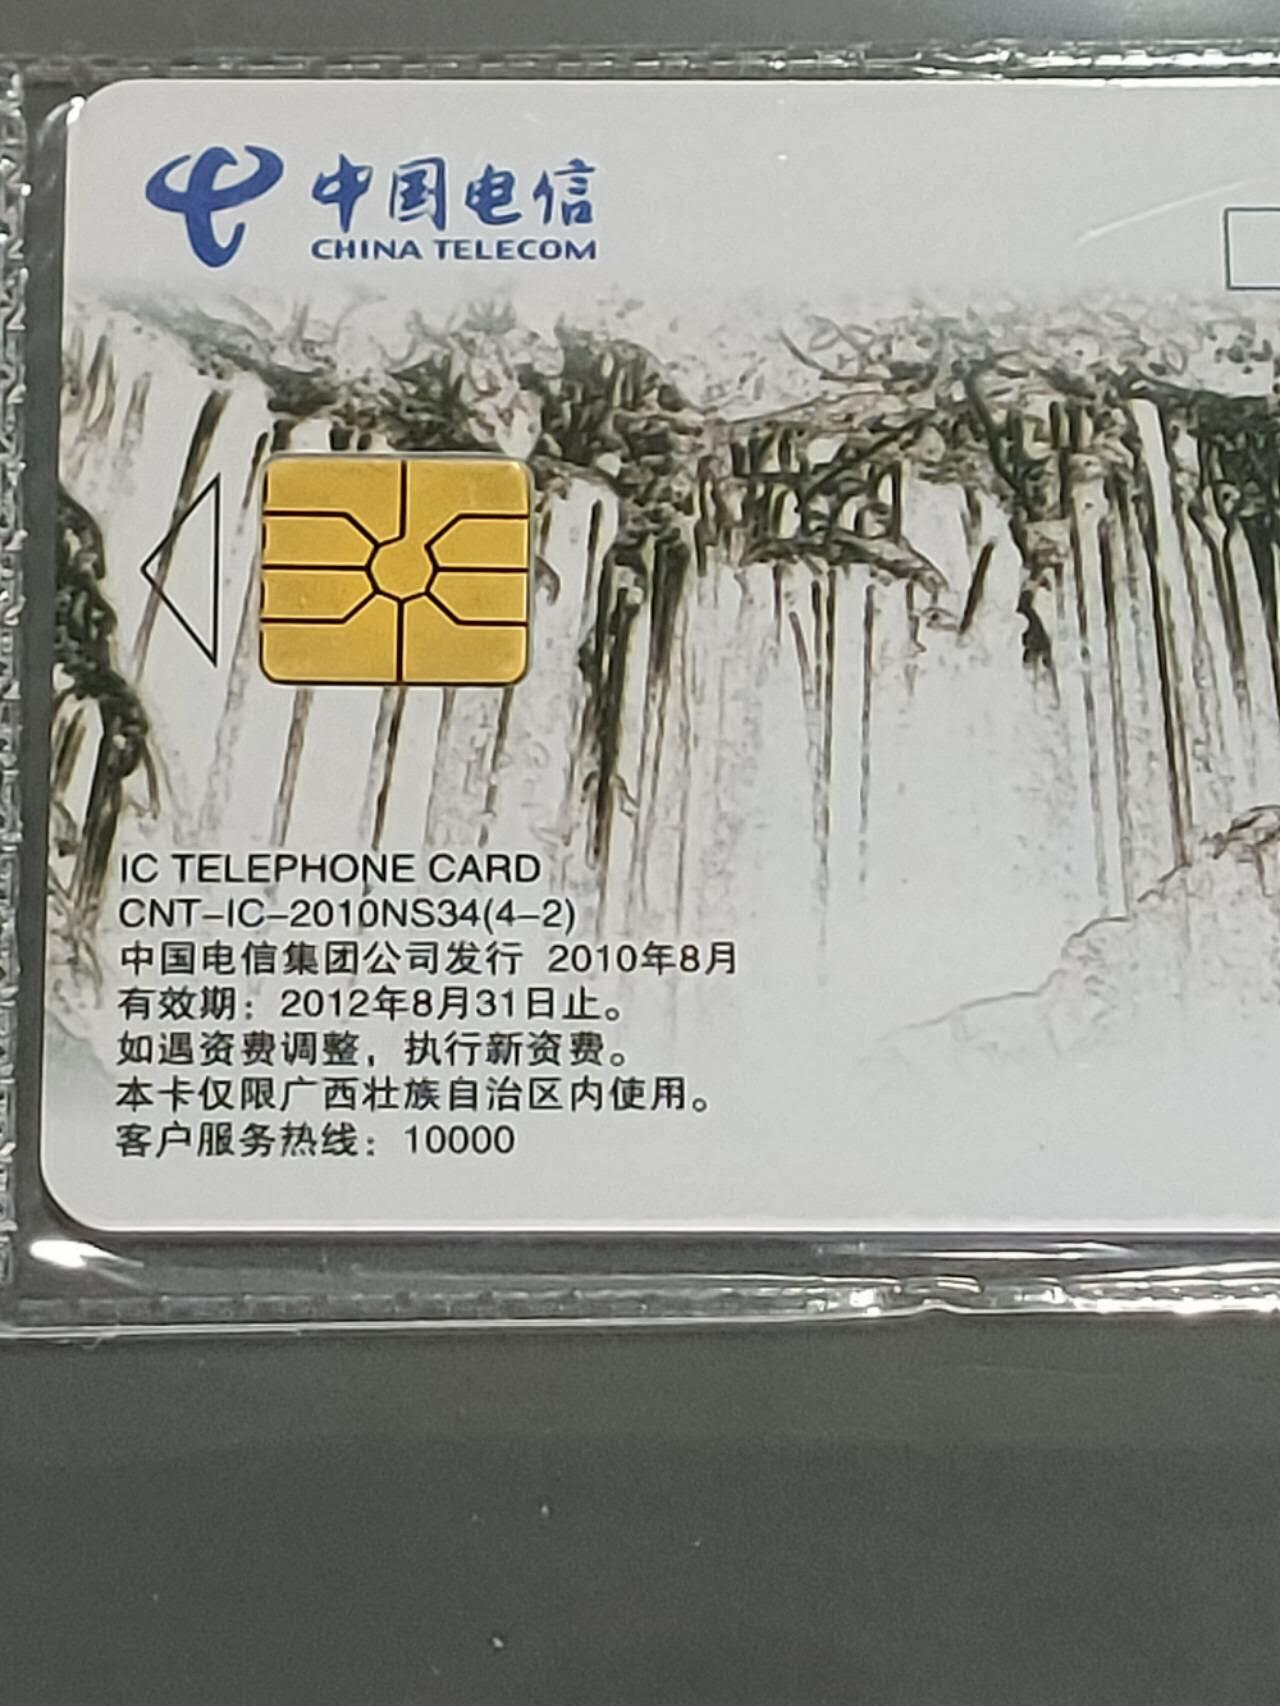 中国电信
CHINA TELECOM
IC TELEPHONE CARD
CNT-IC-2010NS34(4-2)
中国电信集团公司发行 2010年8月
有效期：2012年8月31日止。
如遇资费调整，执行新资费。
本卡仅限广西壮族自治区内使用。
客户服务热线：10000